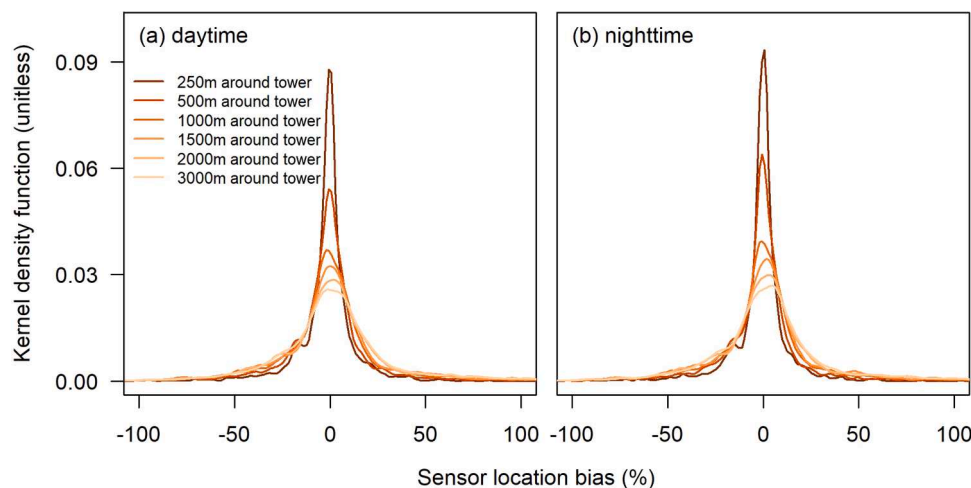 (a) daytime
(b) nighttime
Kernel density function (unitless)
0.09
0.06
0.03
0.00
250m around tower
500m around tower
1000m around tower
1500m around tower
2000m around tower
3000m around tower
-100 -50 0 50 100
-100 -50 0 50 100
Sensor location bias (%)